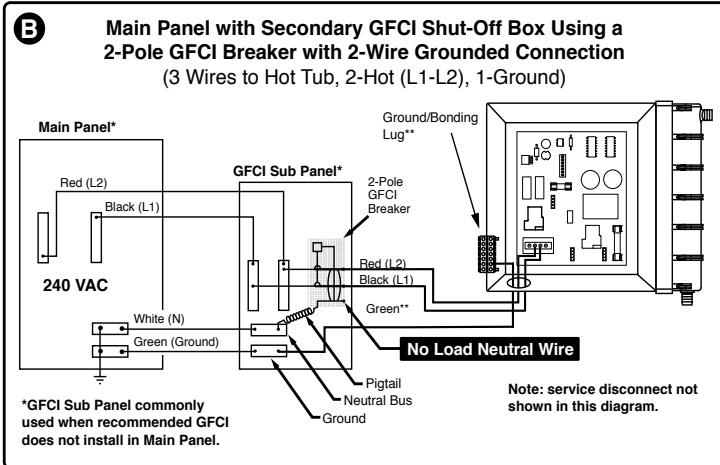 B
Main Panel with Secondary GFCI Shut-Off Box Using a
2-Pole GFCI Breaker with 2-Wire Grounded Connection
(3 Wires to Hot Tub, 2-Hot (L1-L2), 1-Ground)
Main Panel*
Red (L2)
Black (L1)
240 VAC
White (N)
Green (Ground)
GFCI Sub Panel*
2-Pole
GFCI
Breaker
Ground/Bonding
Lug**
Red (L2)
Black (L1)
Green**
No Load Neutral Wire
Pigtail
Neutral Bus
Ground
*GFCI Sub Panel commonly
used when recommended GFCI
does not install in Main Panel.
Note: service disconnect not
shown in this diagram.